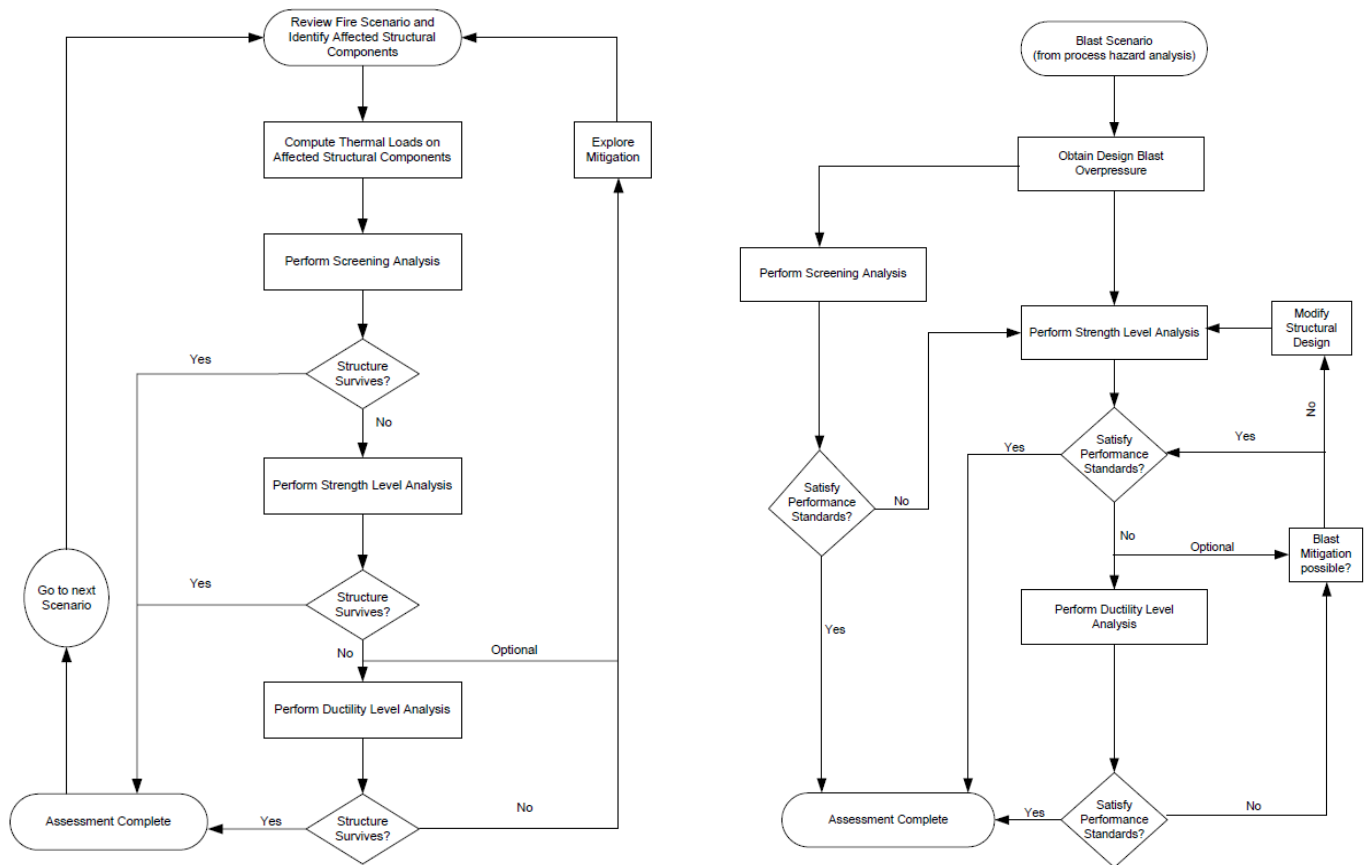 Review Fire Scenario and
Identify Affected Structural
Components
Compute Thermal Loads on
Affected Structural Components
Explore
Mitigation
Perform Screening Analysis
Yes
Structure
Survives?
No
Perform Strength Level Analysis
Go to next
Scenario
Yes
Structure
Survives?
No
Optional
Perform Ductility Level Analysis
Assessment Complete
Yes
Structure
Survives?
No
Blast Scenario
(from process hazard analysis)
Obtain Design Blast
Overpressure
Perform Screening Analysis
Perform Strength Level Analysis
Modify
Structural
Design
No
Yes
Satisfy
Performance
Standards?
Yes
Satisfy
Performance
Standards?
No
No
Optional
Blast
Mitigation
possible?
Yes
Perform Ductility Level
Analysis
Assessment Complete
Yes
Satisfy
Performance
Standards?
No